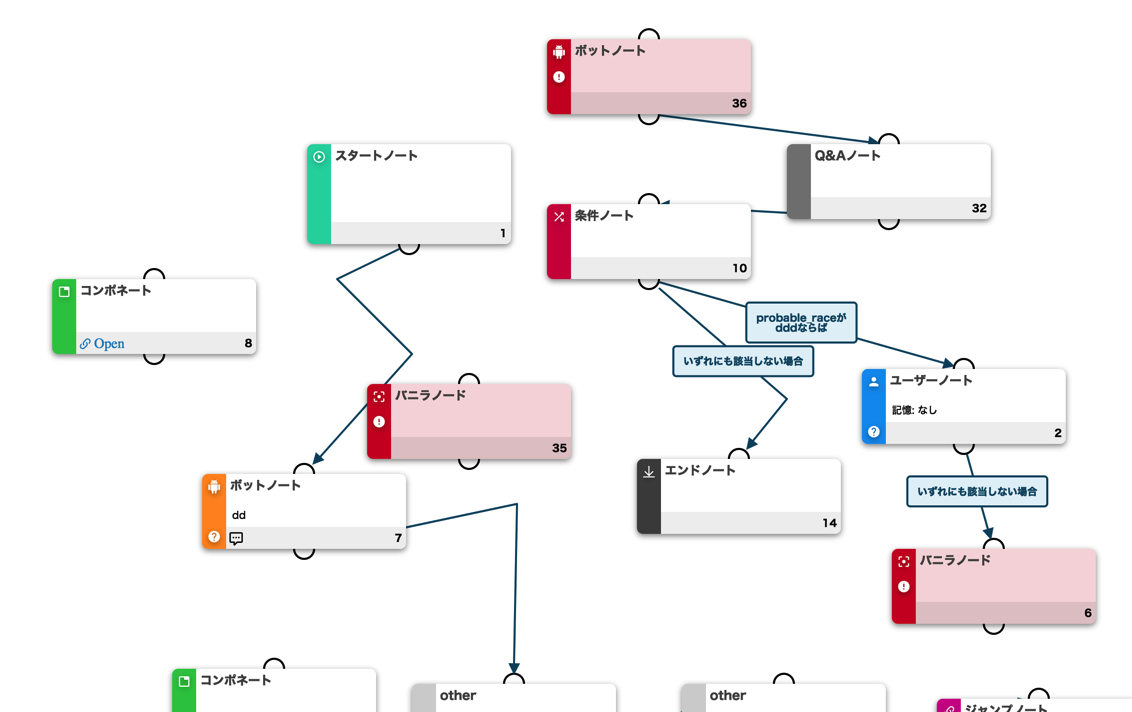 ボットノート
36
スタートノート
1
Q&Aノート
32
条件ノート
10
コンポネート
Open
8
probable_raceが
dddならば
いずれにも該当しない場合
ユーザーノート
記憶: なし
2
バニラノード
35
エンドノート
14
ボットノート
dd
7
いずれにも該当しない場合
バニラノード
6
コンポネート
other
other
ジャンプノート